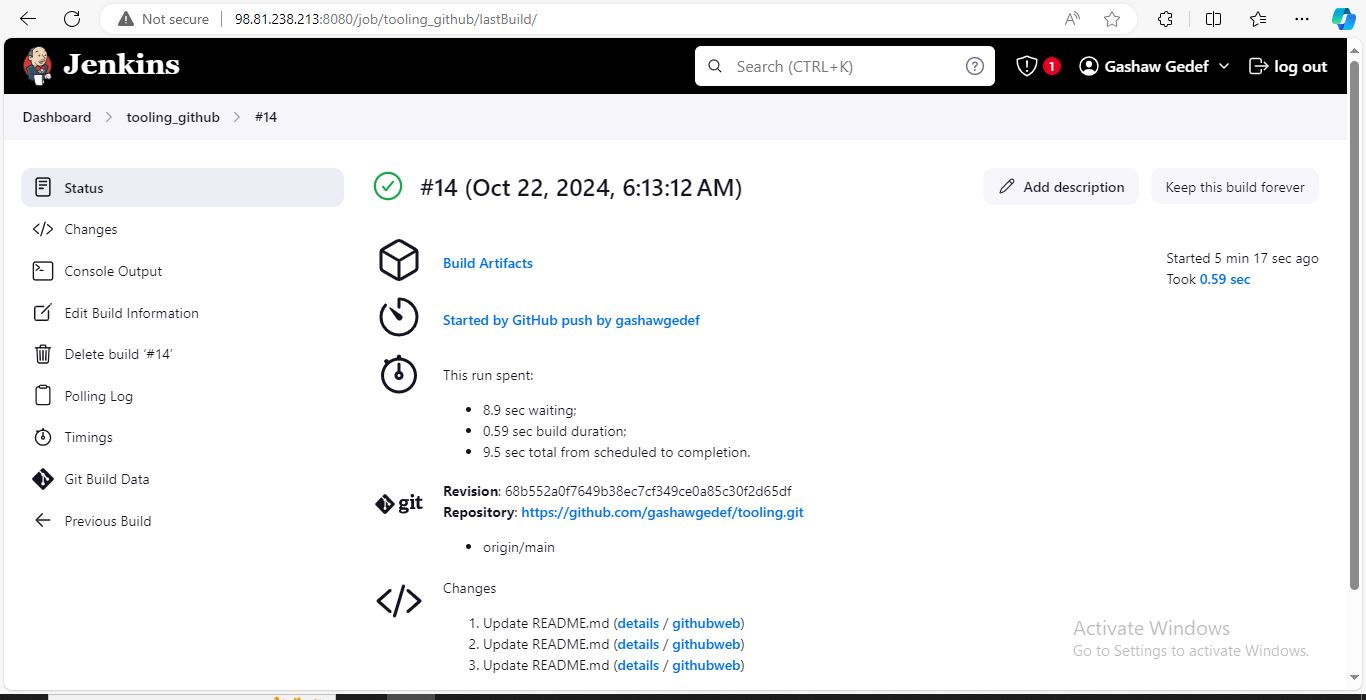 Not secure | 98.81.238.213:8080/job/tooling_github/lastBuild/
Jenkins
Search (CTRL+K)
1
Gashaw Gedef
log out
Dashboard > tooling_github > #14
Status
Changes
Console Output
Edit Build Information
Delete build ‘#14’
Polling Log
Timings
Git Build Data
Previous Build
#14 (Oct 22, 2024, 6:13:12 AM)
Add description
Keep this build forever
Build Artifacts
Started 5 min 17 sec ago
Took 0.59 sec
Started by GitHub push by gashawgedef
This run spent:
• 8.9 sec waiting;
• 0.59 sec build duration;
• 9.5 sec total from scheduled to completion.
git
Revision: 68b552a0f7649b38ec7cf349ce0a85c30f2d65df
Repository: https://github.com/gashawgedef/tooling.git
• origin/main
Changes
1. Update README.md (details / githubweb)
2. Update README.md (details / githubweb)
3. Update README.md (details / githubweb)
Activate Windows
Go to Settings to activate Windows.